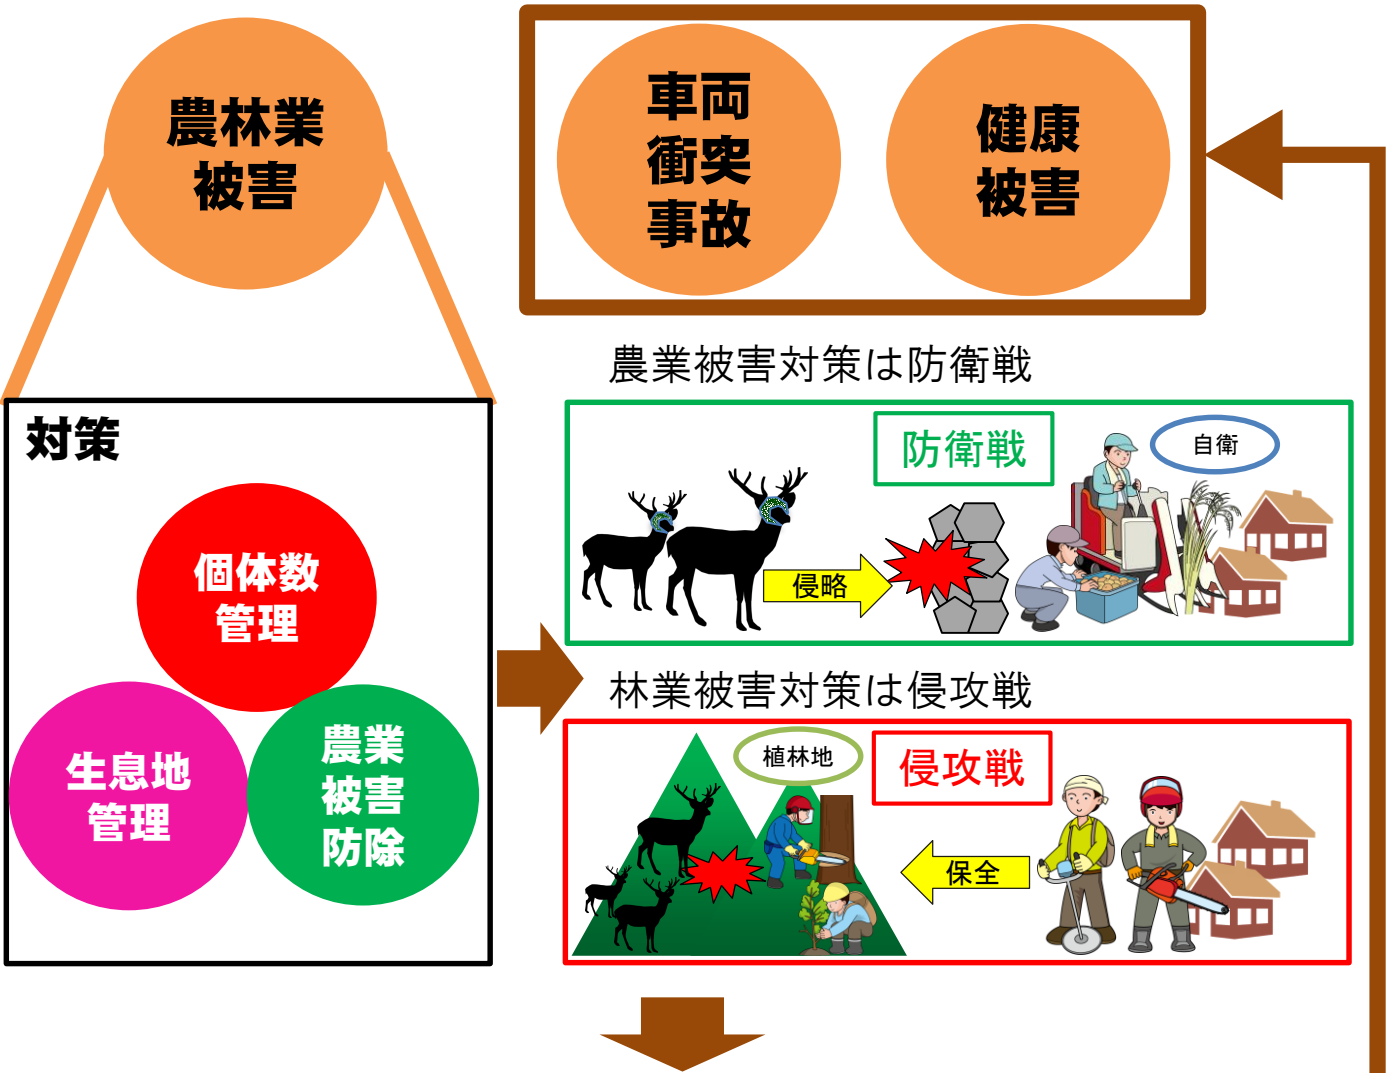 農林業
被害
車両
衝突
事故
健康
被害
対策
個体数
管理
生息地
管理
農業
被害
防除
農業被害対策は防衛戦
防衛戦
自衛
侵略
林業被害対策は侵攻戦
植林地
侵攻戦
保全